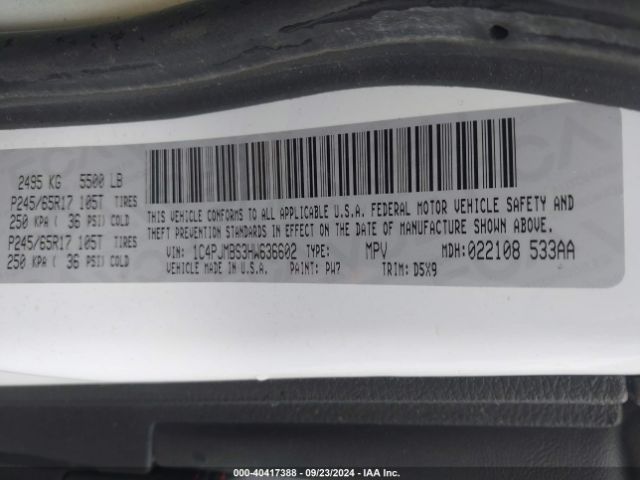 2495 KG 5500 LB
P245/65R17 105T TIRES
250 KPA ( 36 PSI) COLD
P245/65R17 105T TIRES
250 KPA ( 36 PSI) COLD
THIS VEHICLE CONFORMS TO ALL APPLICABLE U.S.A. FEDERAL MOTOR VEHICLE SAFETY AND
THEFT PREVENTION STANDARDS IN EFFECT ON THE DATE OF MANUFACTURE SHOWN ABOVE.
VIN: 1C4PJMBS3HW636602 TYPE: MPV MDH: 022108 533AA
VEHICLE MADE IN U.S.A. PAINT: PW7 TRIM: D5X9
000-40417388 - 09/23/2024 - IAA Inc.